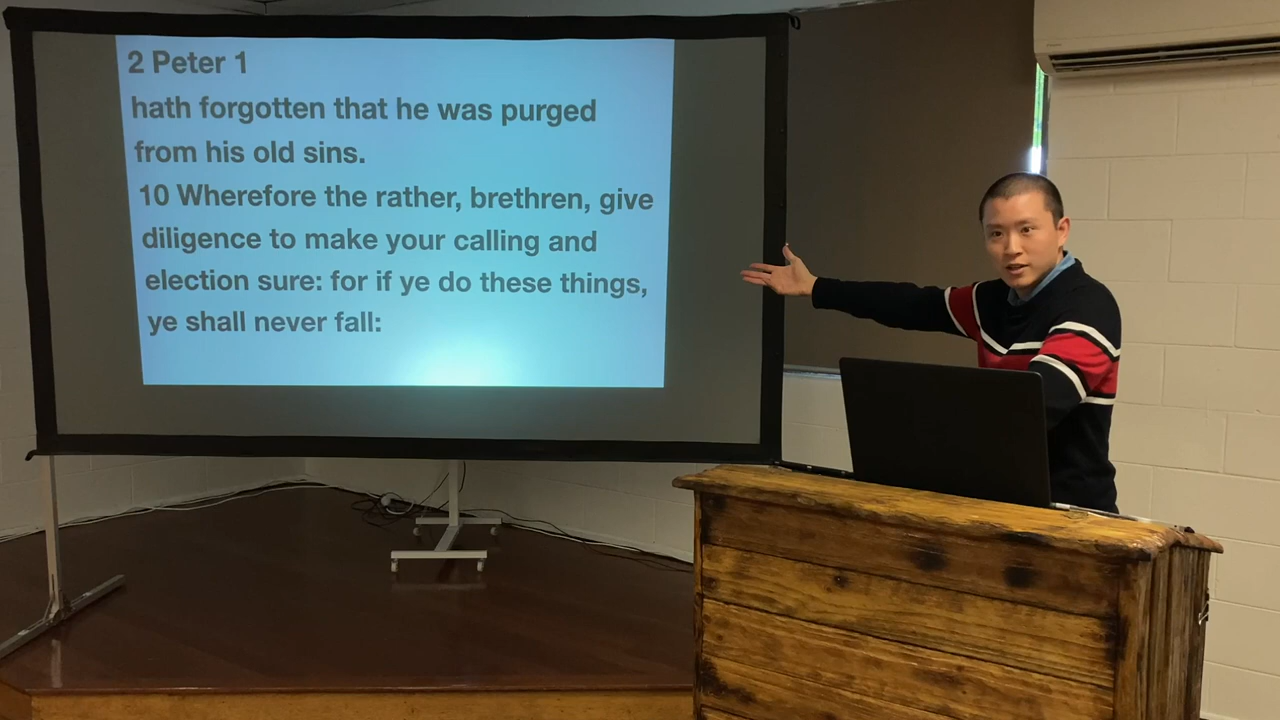 2 Peter 1
hath forgotten that he was purged
from his old sins.
10 Wherefore the rather, brethren, give
diligence to make your calling and
election sure: for if ye do these things,
ye shall never fall: